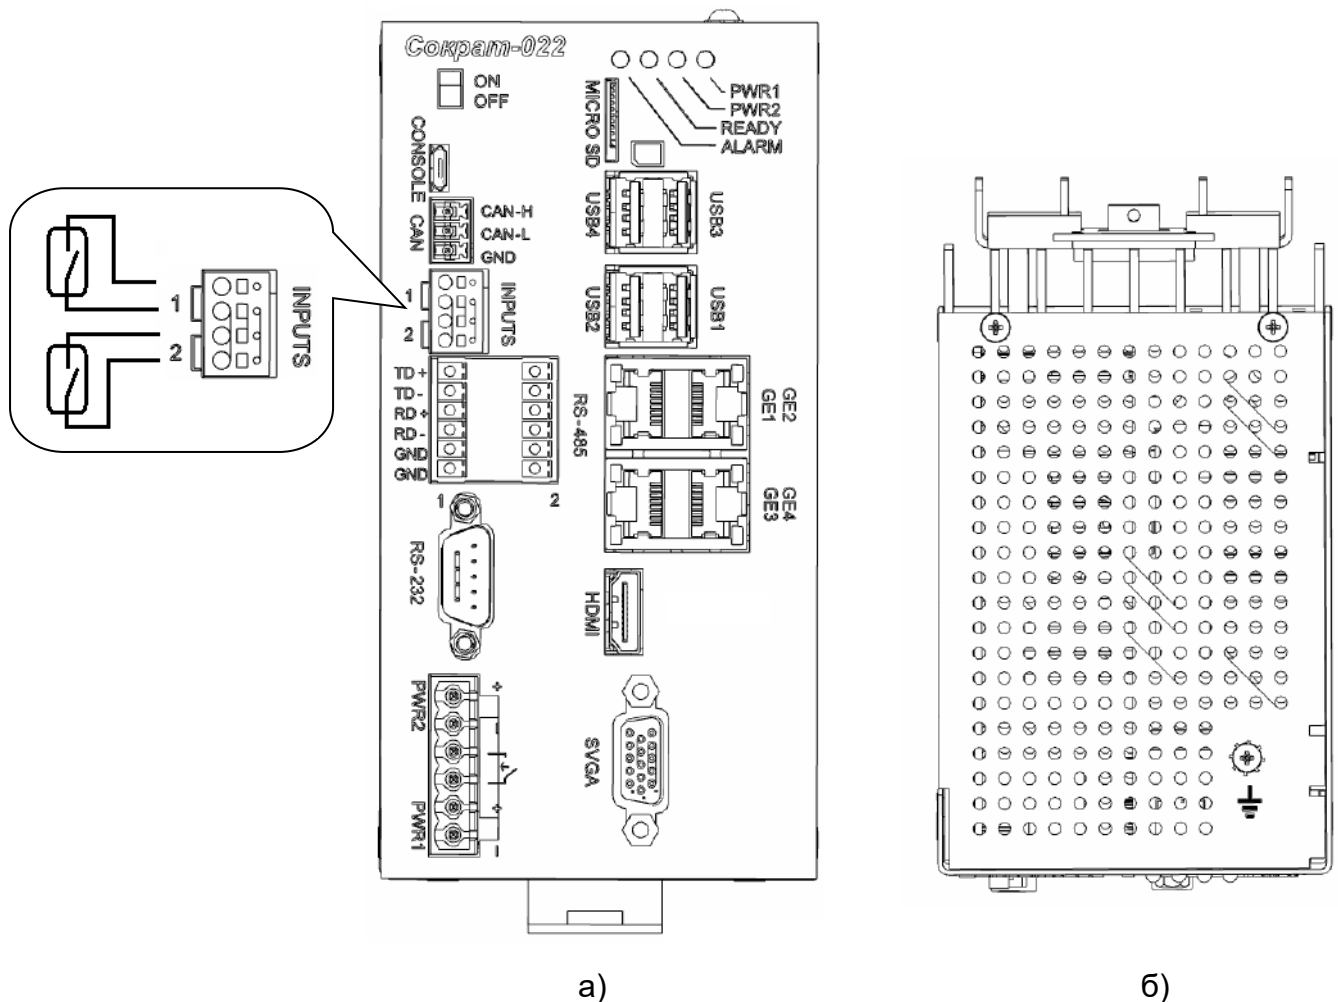 Сократ-022
ON
OFF
PWR1
PWR2
READY
ALARM
MICRO SD
CONSOLE
CAN
CAN-H
CAN-L
GND
USB4
USB3
USB2
USB1
1
2
INPUTS
1
2
INPUTS
TD +
TD -
RD +
RD -
GND
GND
RS-485
1
2
GE2
GE1
GE4
GE3
RS-232
HDMI
PWR2
+
-
+
-
PWR1
SVGA
а)
б)